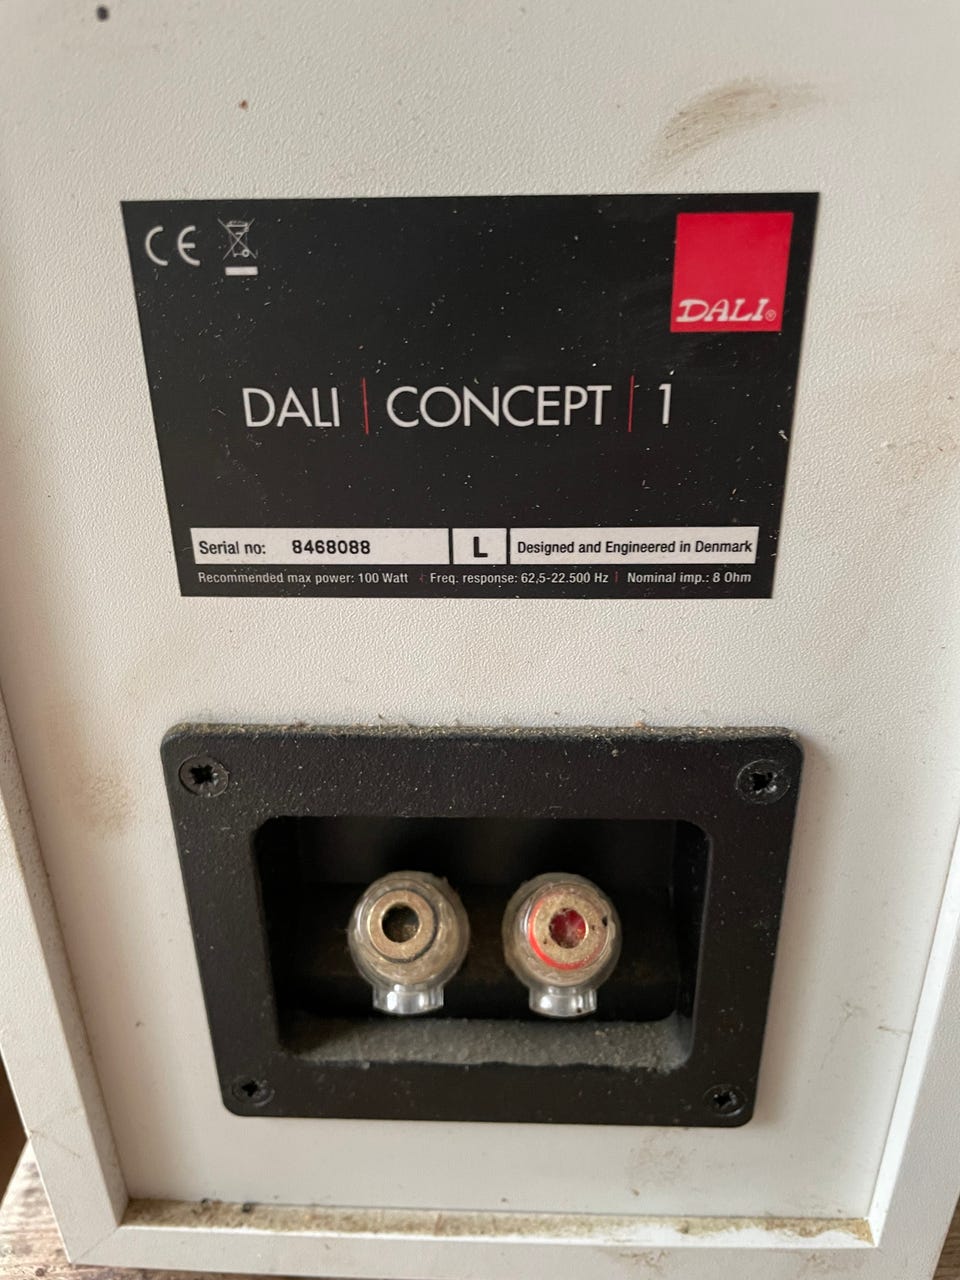 CE
DALI®
DALI | CONCEPT | 1
Serial no: 8468088 L Designed and Engineered in Denmark
Recommended max power: 100 Watt | Freq. response: 62,5-22.500 Hz | Nominal imp.: 8 Ohm